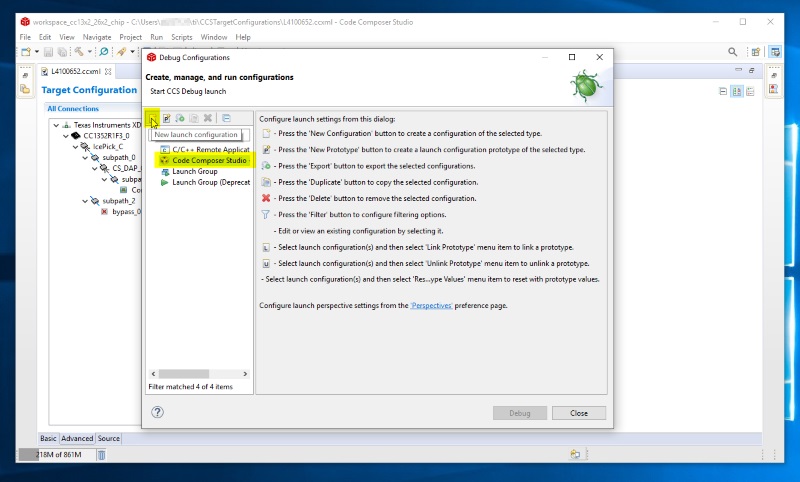 workspace_cc13x2_26x2_chip - C:\Users\ \ti\CCSTargetConfigurations\L4100652.ccxml - Code Composer Studio
File Edit View Navigate Project Run Scripts Window Help
L4100652.ccxml
Target Configuration
All Connections
Texas Instruments XD
CC1352R1F3_0
IcePick_C
subpath_0
CS_DAP_
subpa
Co
subpath_2
bypass_0
Basic Advanced Source
218M of 861M
Debug Configurations
Create, manage, and run configurations
Start CCS Debug launch
New launch configuration
C/C++ Remote Applicat
Code Composer Studio
Launch Group
Launch Group (Deprecat
Filter matched 4 of 4 items
Configure launch settings from this dialog:
- Press the 'New Configuration' button to create a configuration of the selected type.
- Press the 'New Prototype' button to create a launch configuration prototype of the selected type.
- Press the 'Export' button to export the selected configurations.
- Press the 'Duplicate' button to copy the selected configuration.
- Press the 'Delete' button to remove the selected configuration.
- Press the 'Filter' button to configure filtering options.
- Edit or view an existing configuration by selecting it.
- Select launch configuration(s) and then select 'Link Prototype' menu item to link a prototype.
- Select launch configuration(s) and then select 'Unlink Prototype' menu item to unlink a prototype.
- Select launch configuration(s) and then select 'Res...ype Values' menu item to reset with prototype values.
Configure launch perspective settings from the 'Perspectives' preference page.
Debug
Close